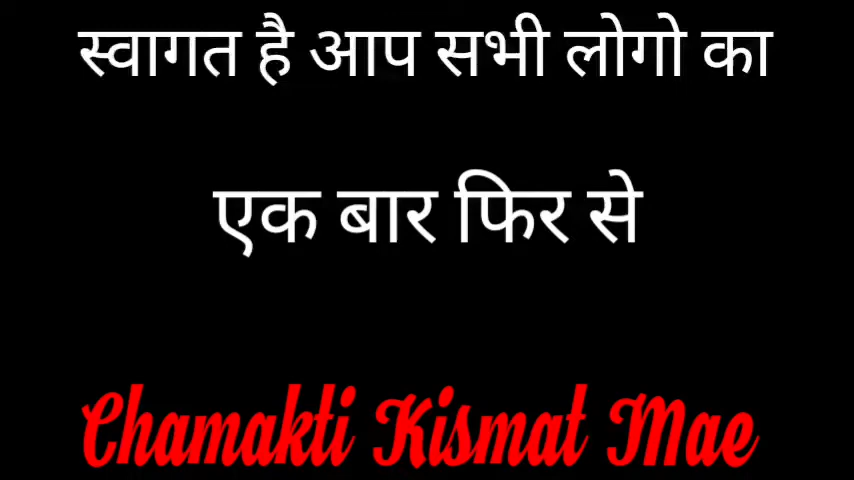 स्वागत है आप सभी लोगो का
एक बार फिर से
Chamakti Kismat Mae